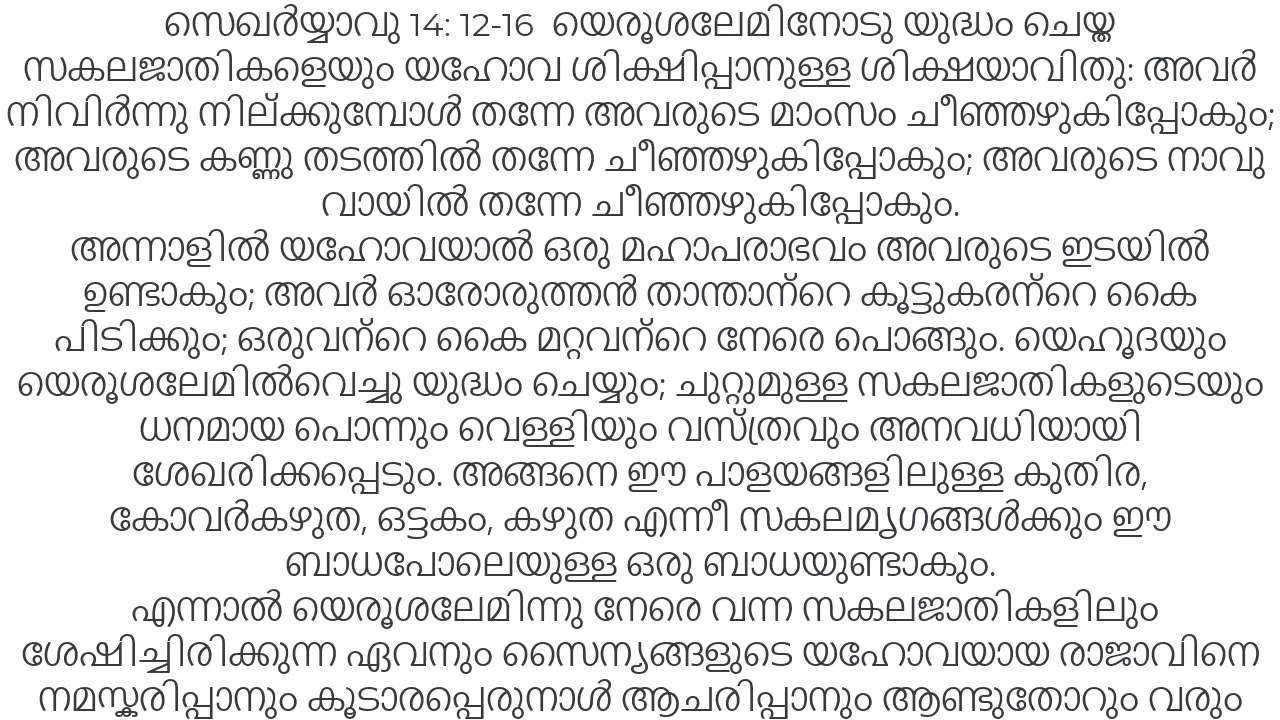 സെഖർയ്യാവു 14: 12-16  യെരൂശലേമിനോടു യുദ്ധം ചെയ്ത
സകലജാതികളെയും യഹോവ ശിക്ഷിപ്പാനുള്ള ശിക്ഷയാവിതു: അവർ
നിവിർന്നു നില്ക്കുമ്പോൾ തന്നേ അവരുടെ മാംസം ചീഞ്ഞഴുകിപ്പോകും;
അവരുടെ കണ്ണു തടത്തിൽ തന്നേ ചീഞ്ഞഴുകിപ്പോകും; അവരുടെ നാവു
വായിൽ തന്നേ ചീഞ്ഞഴുകിപ്പോകും.
അന്നാളിൽ യഹോവയാൽ ഒരു മഹാപരാഭവം അവരുടെ ഇടയിൽ
ഉണ്ടാകും; അവർ ഓരോരുത്തൻ താന്താന്റെ കൂട്ടുകരന്റെ കൈ
പിടിക്കും; ഒരുവന്റെ കൈ മറ്റവന്റെ നേരെ പൊങ്ങും. യെഹൂദയും
യെരൂശലേമിൽവെച്ചു യുദ്ധം ചെയ്യും; ചുറ്റുമുള്ള സകലജാതികളുടെയും
ധനമായ പൊന്നും വെള്ളിയും വസ്ത്രവും അനവധിയായി
ശേഖരിക്കപ്പെടും. അങ്ങനെ ഈ പാളയങ്ങളിലുള്ള കുതിര,
കോവർകഴുത, ഒട്ടകം, കഴുത എന്നീ സകലമൃഗങ്ങൾക്കും ഈ
ബാധപോലെയുള്ള ഒരു ബാധയുണ്ടാകും.
എന്നാൽ യെരൂശലേമിന്നു നേരെ വന്ന സകലജാതികളിലും
ശേഷിച്ചിരിക്കുന്ന ഏവനും സൈന്യങ്ങളുടെ യഹോവയായ രാജാവിനെ
നമസ്കരിപ്പാനും കൂടാരപ്പെരുനാൾ ആചരിപ്പാനും ആണ്ടുതോറും വരും